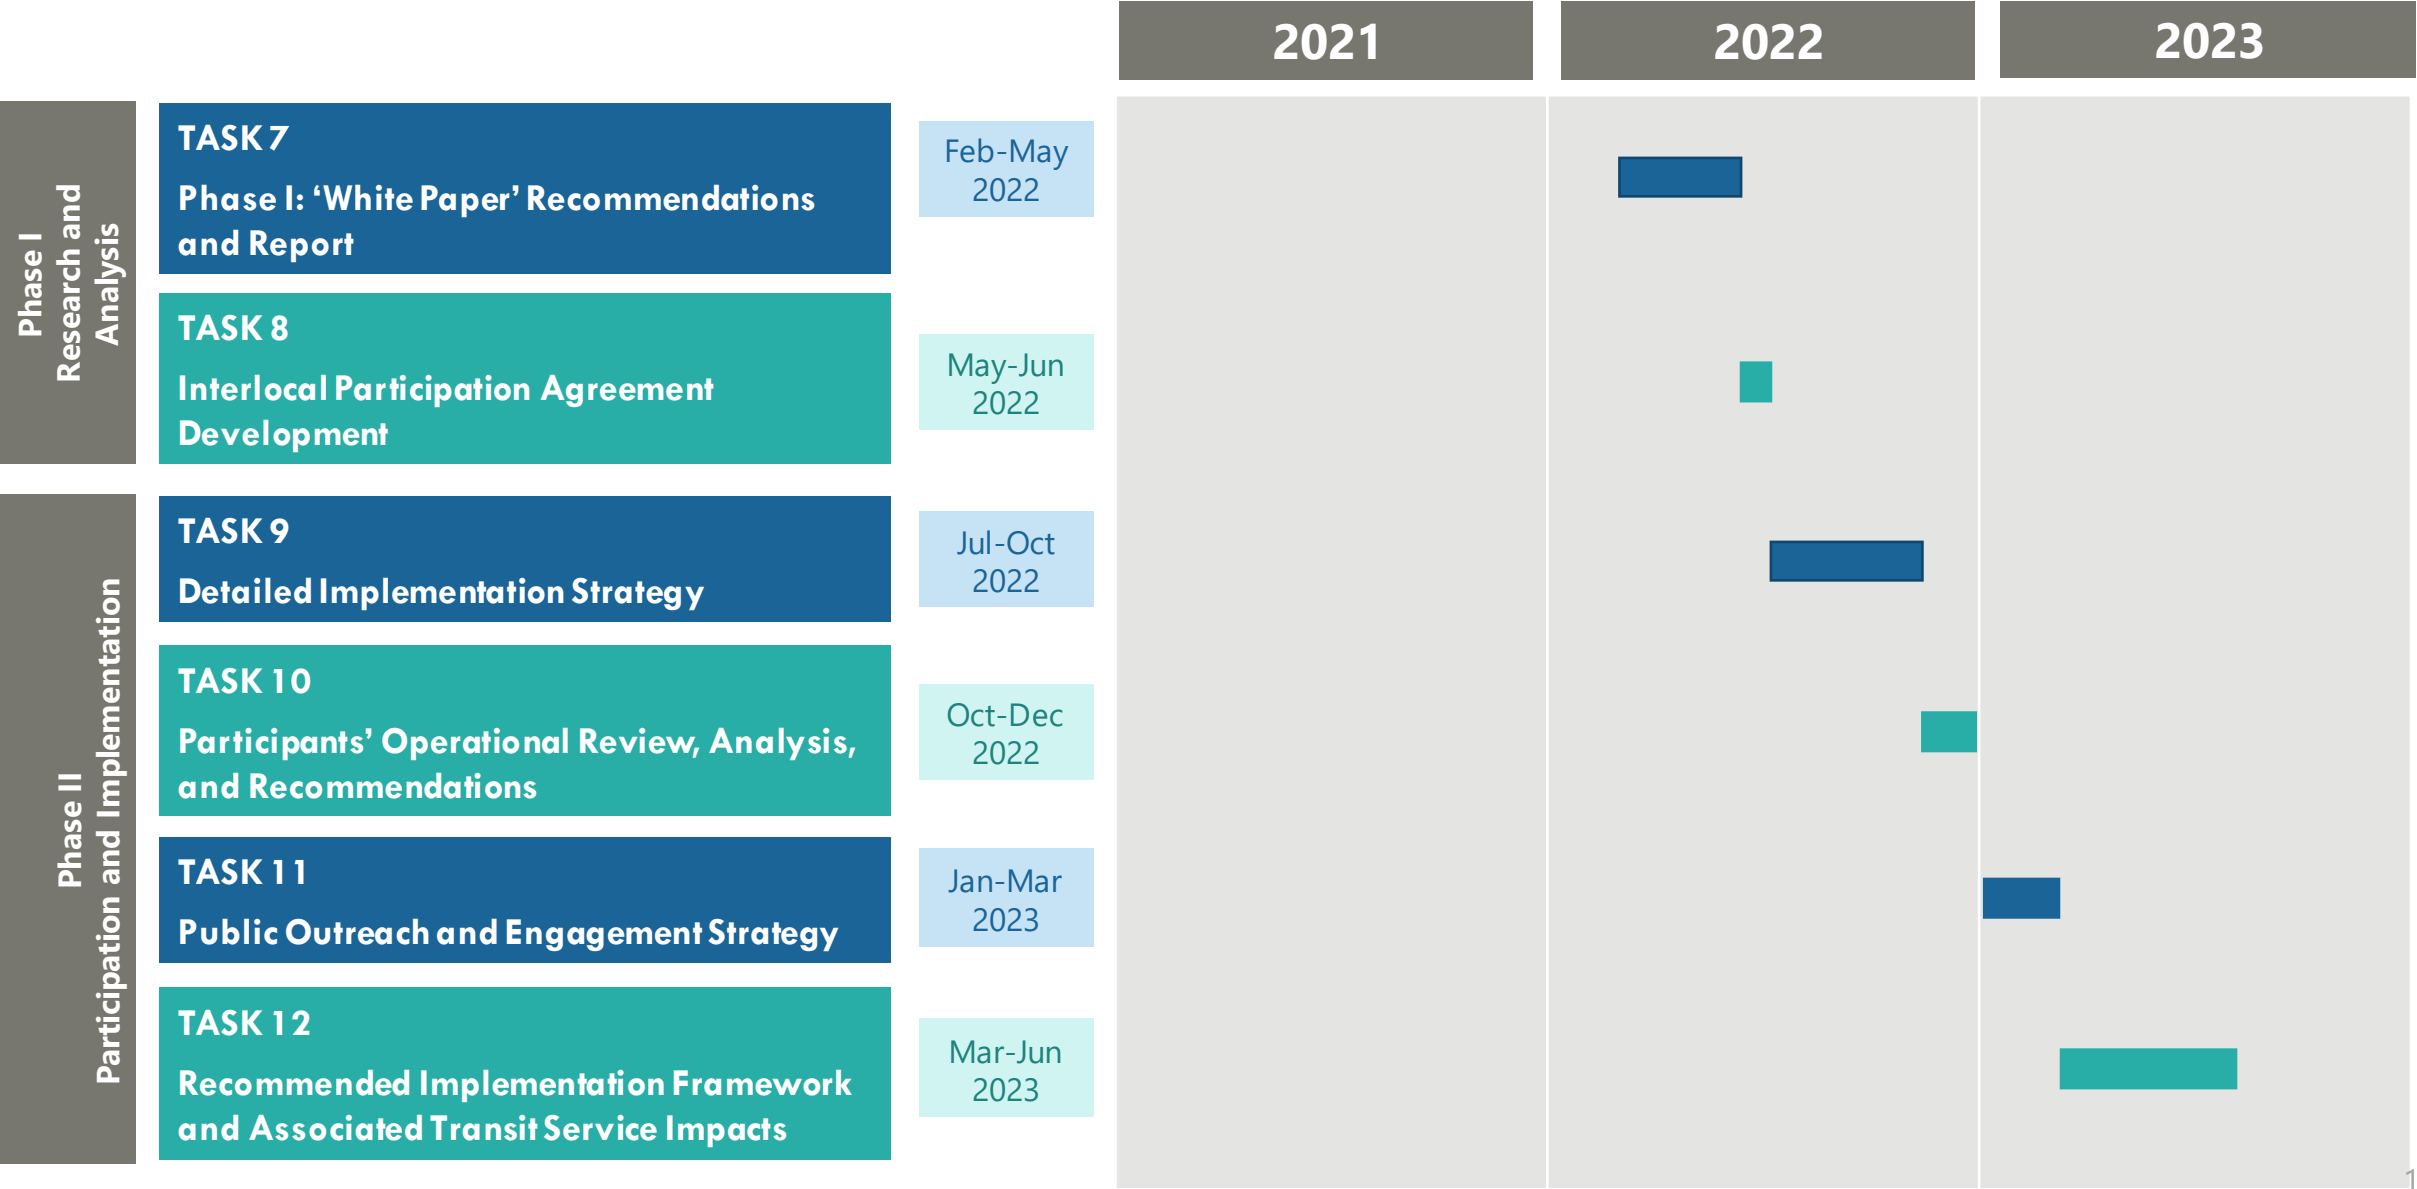 2021
2022
2023
Phase I
Research and
Analysis
TASK 7
Phase I: ‘White Paper’ Recommendations
and Report
Feb-May
2022
TASK 8
Interlocal Participation Agreement
Development
May-Jun
2022
Phase II
Participation and Implementation
TASK 9
Detailed Implementation Strategy
Jul-Oct
2022
TASK 10
Participants’ Operational Review, Analysis,
and Recommendations
Oct-Dec
2022
TASK 11
Public Outreach and Engagement Strategy
Jan-Mar
2023
TASK 12
Recommended Implementation Framework
and Associated Transit Service Impacts
Mar-Jun
2023
1